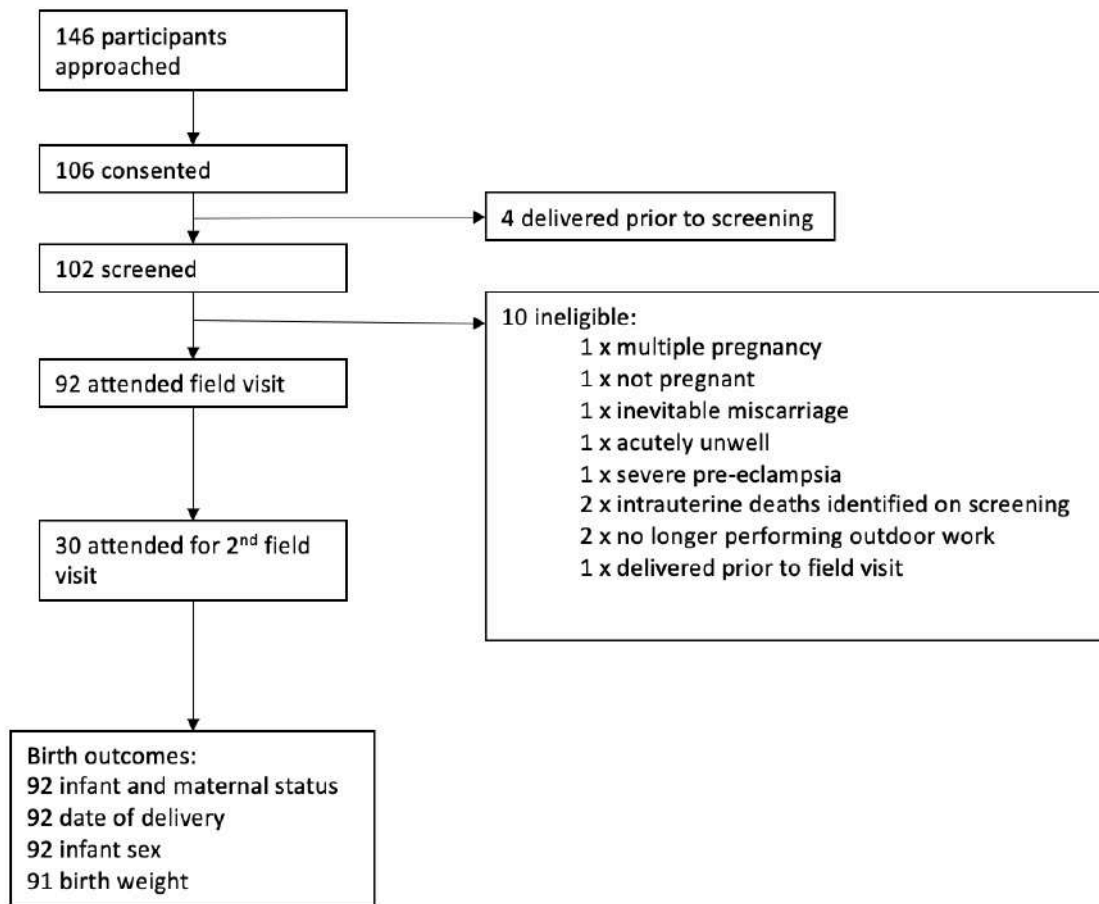 146 participants
approached
106 consented
4 delivered prior to screening
102 screened
10 ineligible:
1 x multiple pregnancy
1 x not pregnant
1 x inevitable miscarriage
1 x acutely unwell
1 x severe pre-eclampsia
2 x intrauterine deaths identified on screening
2 x no longer performing outdoor work
1 x delivered prior to field visit
92 attended field visit
30 attended for 2nd field
visit
Birth outcomes:
92 infant and maternal status
92 date of delivery
92 infant sex
91 birth weight